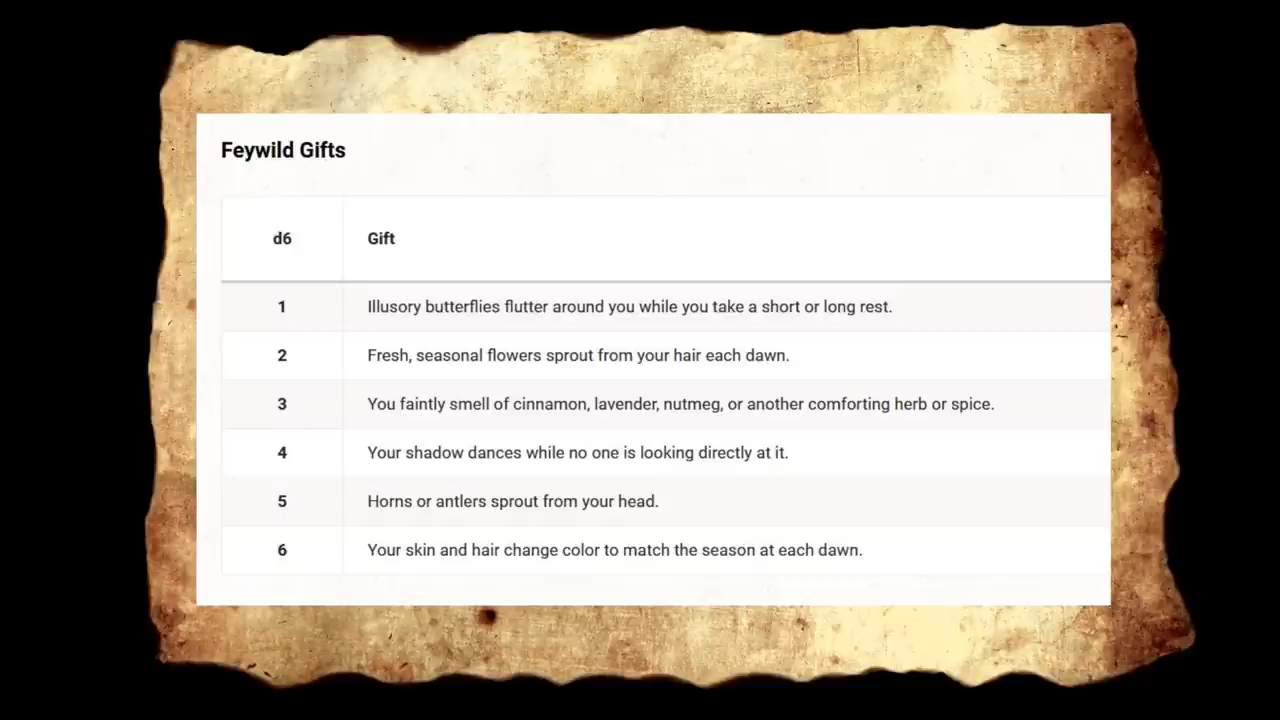 Feywild Gifts
d6 Gift
1 Illusory butterflies flutter around you while you take a short or long rest.
2 Fresh, seasonal flowers sprout from your hair each dawn.
3 You faintly smell of cinnamon, lavender, nutmeg, or another comforting herb or spice.
4 Your shadow dances while no one is looking directly at it.
5 Horns or antlers sprout from your head.
6 Your skin and hair change color to match the season at each dawn.